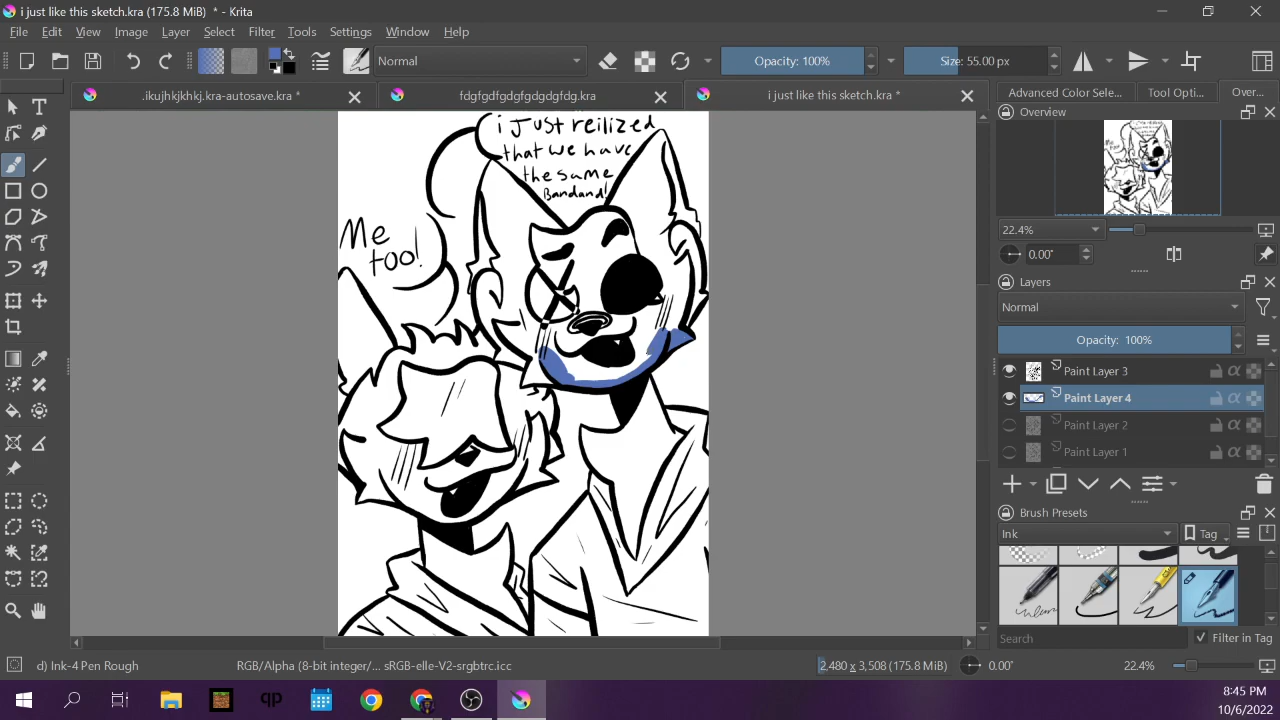 i just like this sketch.kra (175.8 MiB)  * - Krita
File Edit View Image Layer Select Filter Tools Settings Window Help
Normal
Opacity: 100%
Size: 55.00 px
.ikujhkjkhkj.kra-autosave.kra *
fdgfgdfgdgfgdgdgfdg.kra
i just like this sketch.kra *
Advanced Color Sele...
Tool Opti...
Over...
Overview
22.4%
0.00°
Layers
Normal
Opacity:  100%
Paint Layer 3
Paint Layer 4
Paint Layer 2
Paint Layer 1
Brush Presets
Ink
Tag
Search
Filter in Tag
i Just reilized
that we have
the same
Bandand!
Me
too!
d) Ink-4 Pen Rough
RGB/Alpha (8-bit integer/... sRGB-elle-V2-srgbtrc.icc
2,480 x 3,508 (175.8 MiB)
0.00°
22.4%
qp
8:45 PM
10/6/2022